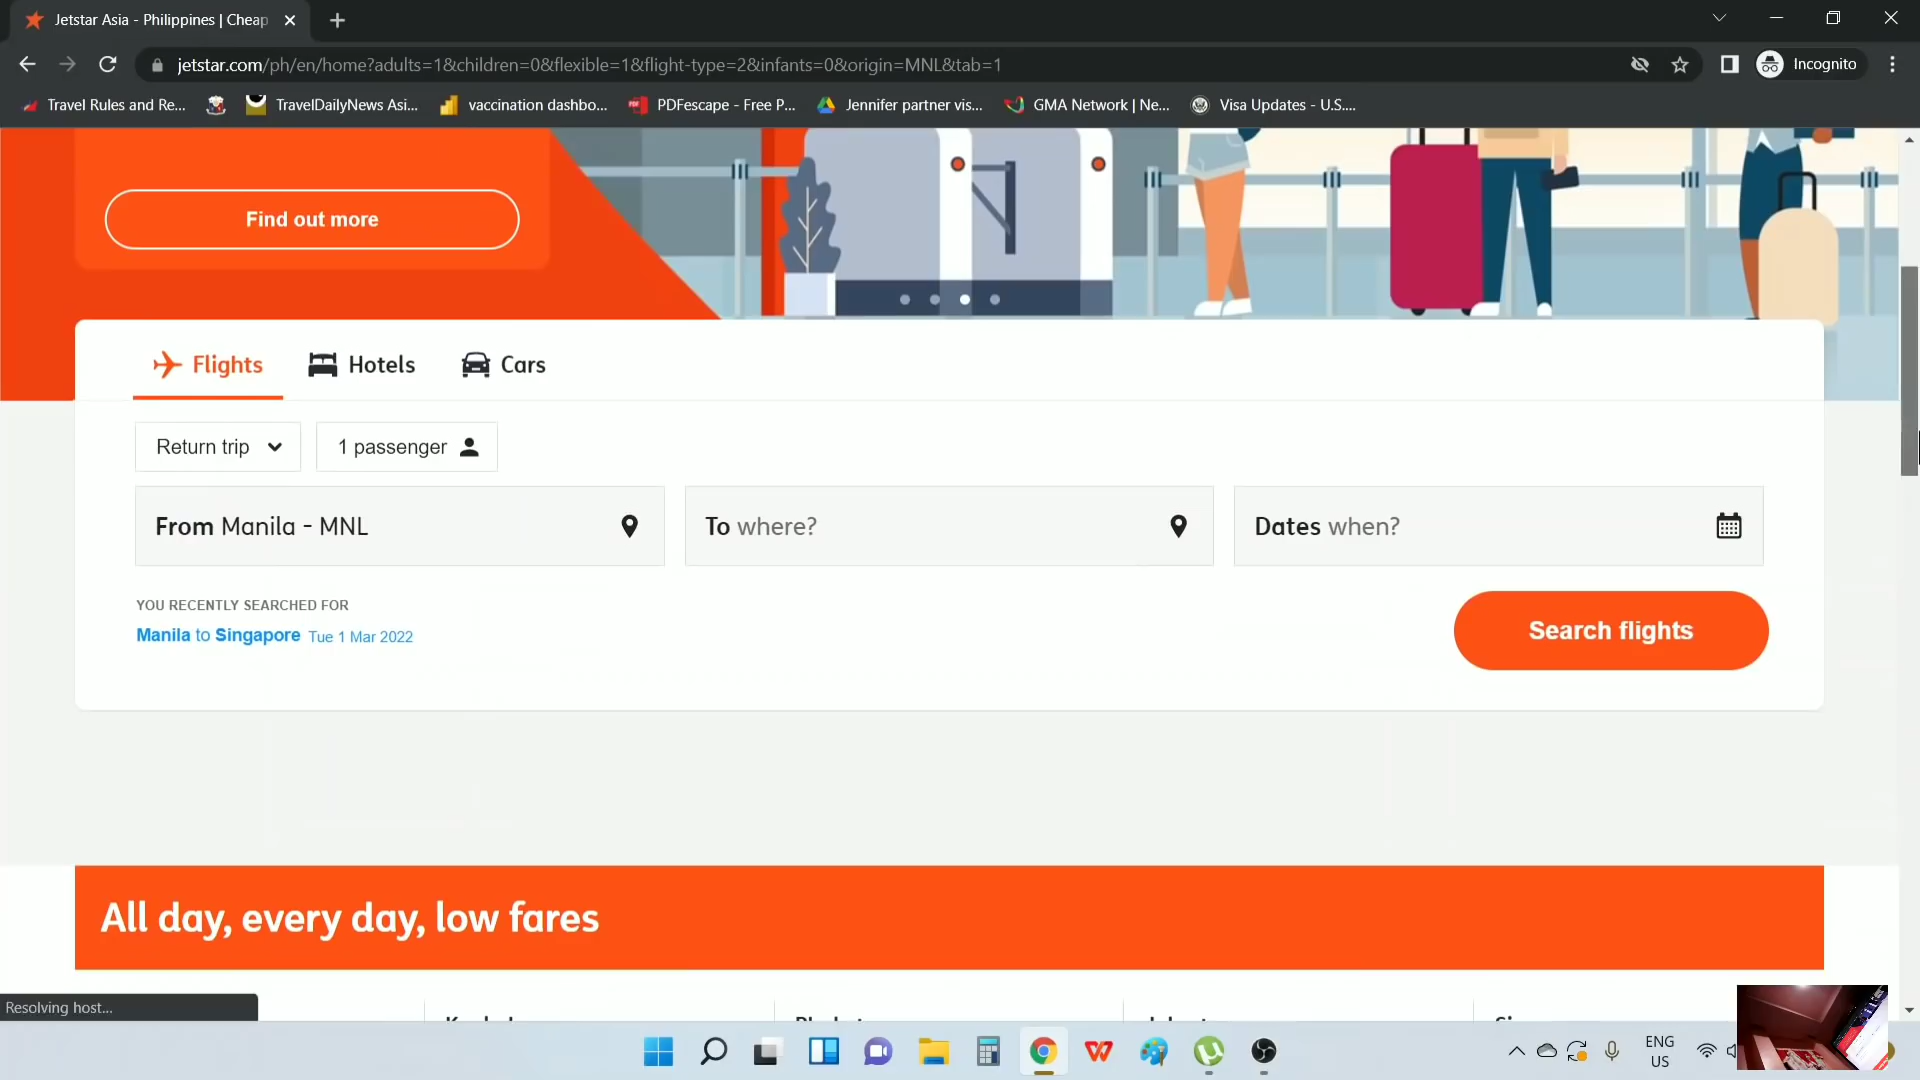 Jetstar Asia - Philippines | Cheap
jetstar.com/ph/en/home?adults=1&children=0&flexible=1&flight-type=2&infants=0&origin=MNL&tab=1
Incognito
Travel Rules and Re...
TravelDailyNews Asi...
vaccination dashbo...
PDFescape - Free P...
Jennifer partner vis...
GMA Network | Ne...
Visa Updates - U.S....
Find out more
Flights
Hotels
Cars
Return trip
1 passenger
From Manila - MNL
To where?
Dates when?
YOU RECENTLY SEARCHED FOR
Manila to Singapore Tue 1 Mar 2022
Search flights
All day, every day, low fares
Resolving host...
ENG
US